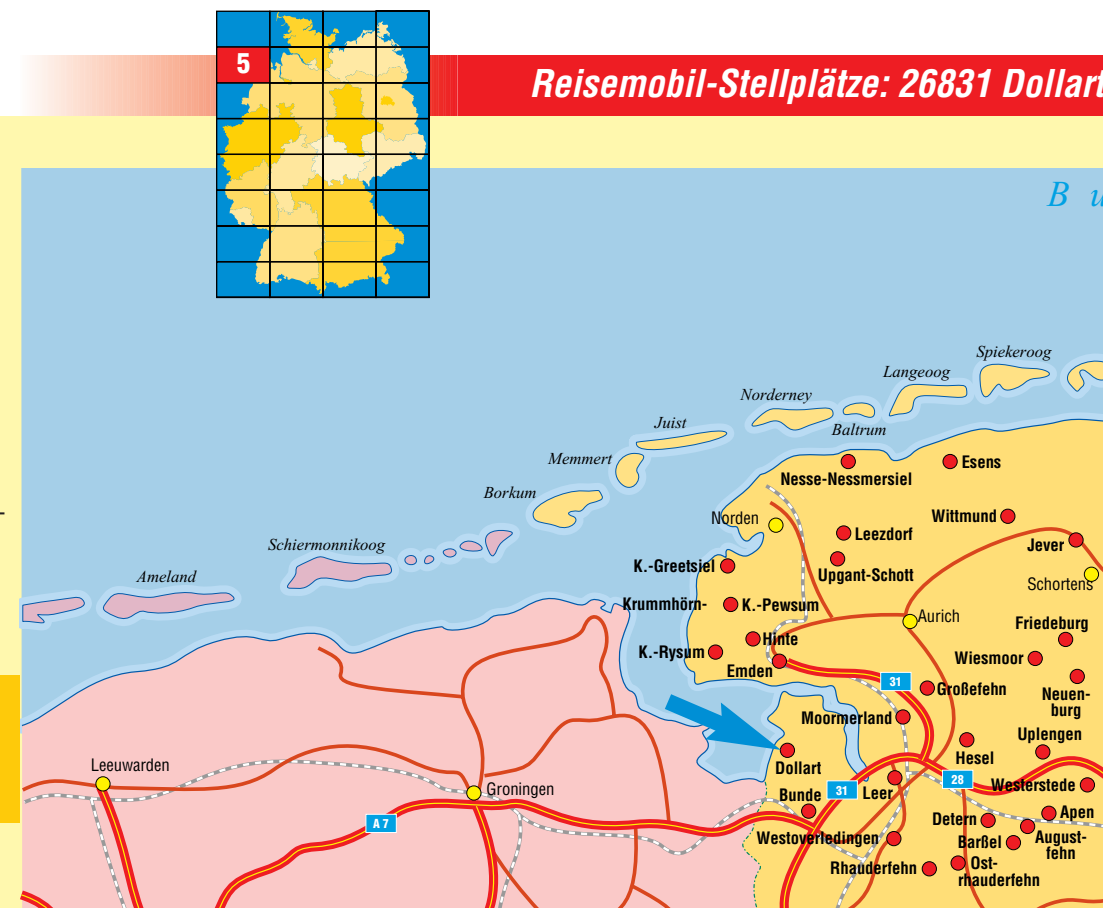 5
Reisemobil-Stellplätze: 26831 Dollart
B u
Spiekeroog
Langeoog
Norderney
Baltrum
Juist
Memmert
Borkum
Schiermonnikoog
Ameland
Nesse-Nessmersiel
Esens
Norden
Wittmund
Leezdorf
Jever
K.-Greetsiel
Upgant-Schott
Schortens
Krummhörn-
K.-Pewsum
Aurich
Friedeburg
Hinte
K.-Rysum
Wiesmoor
Emden
31
Großefehn
Neuen-
burg
Moormerland
Uplengen
Hesel
Leeuwarden
Dollart
28
Groningen
Bunde
31
Leer
Westerstede
A 7
Detern
Apen
Westoverledingen
Barßel
August-
fehn
Rhauderfehn
Ost-
rhauderfehn